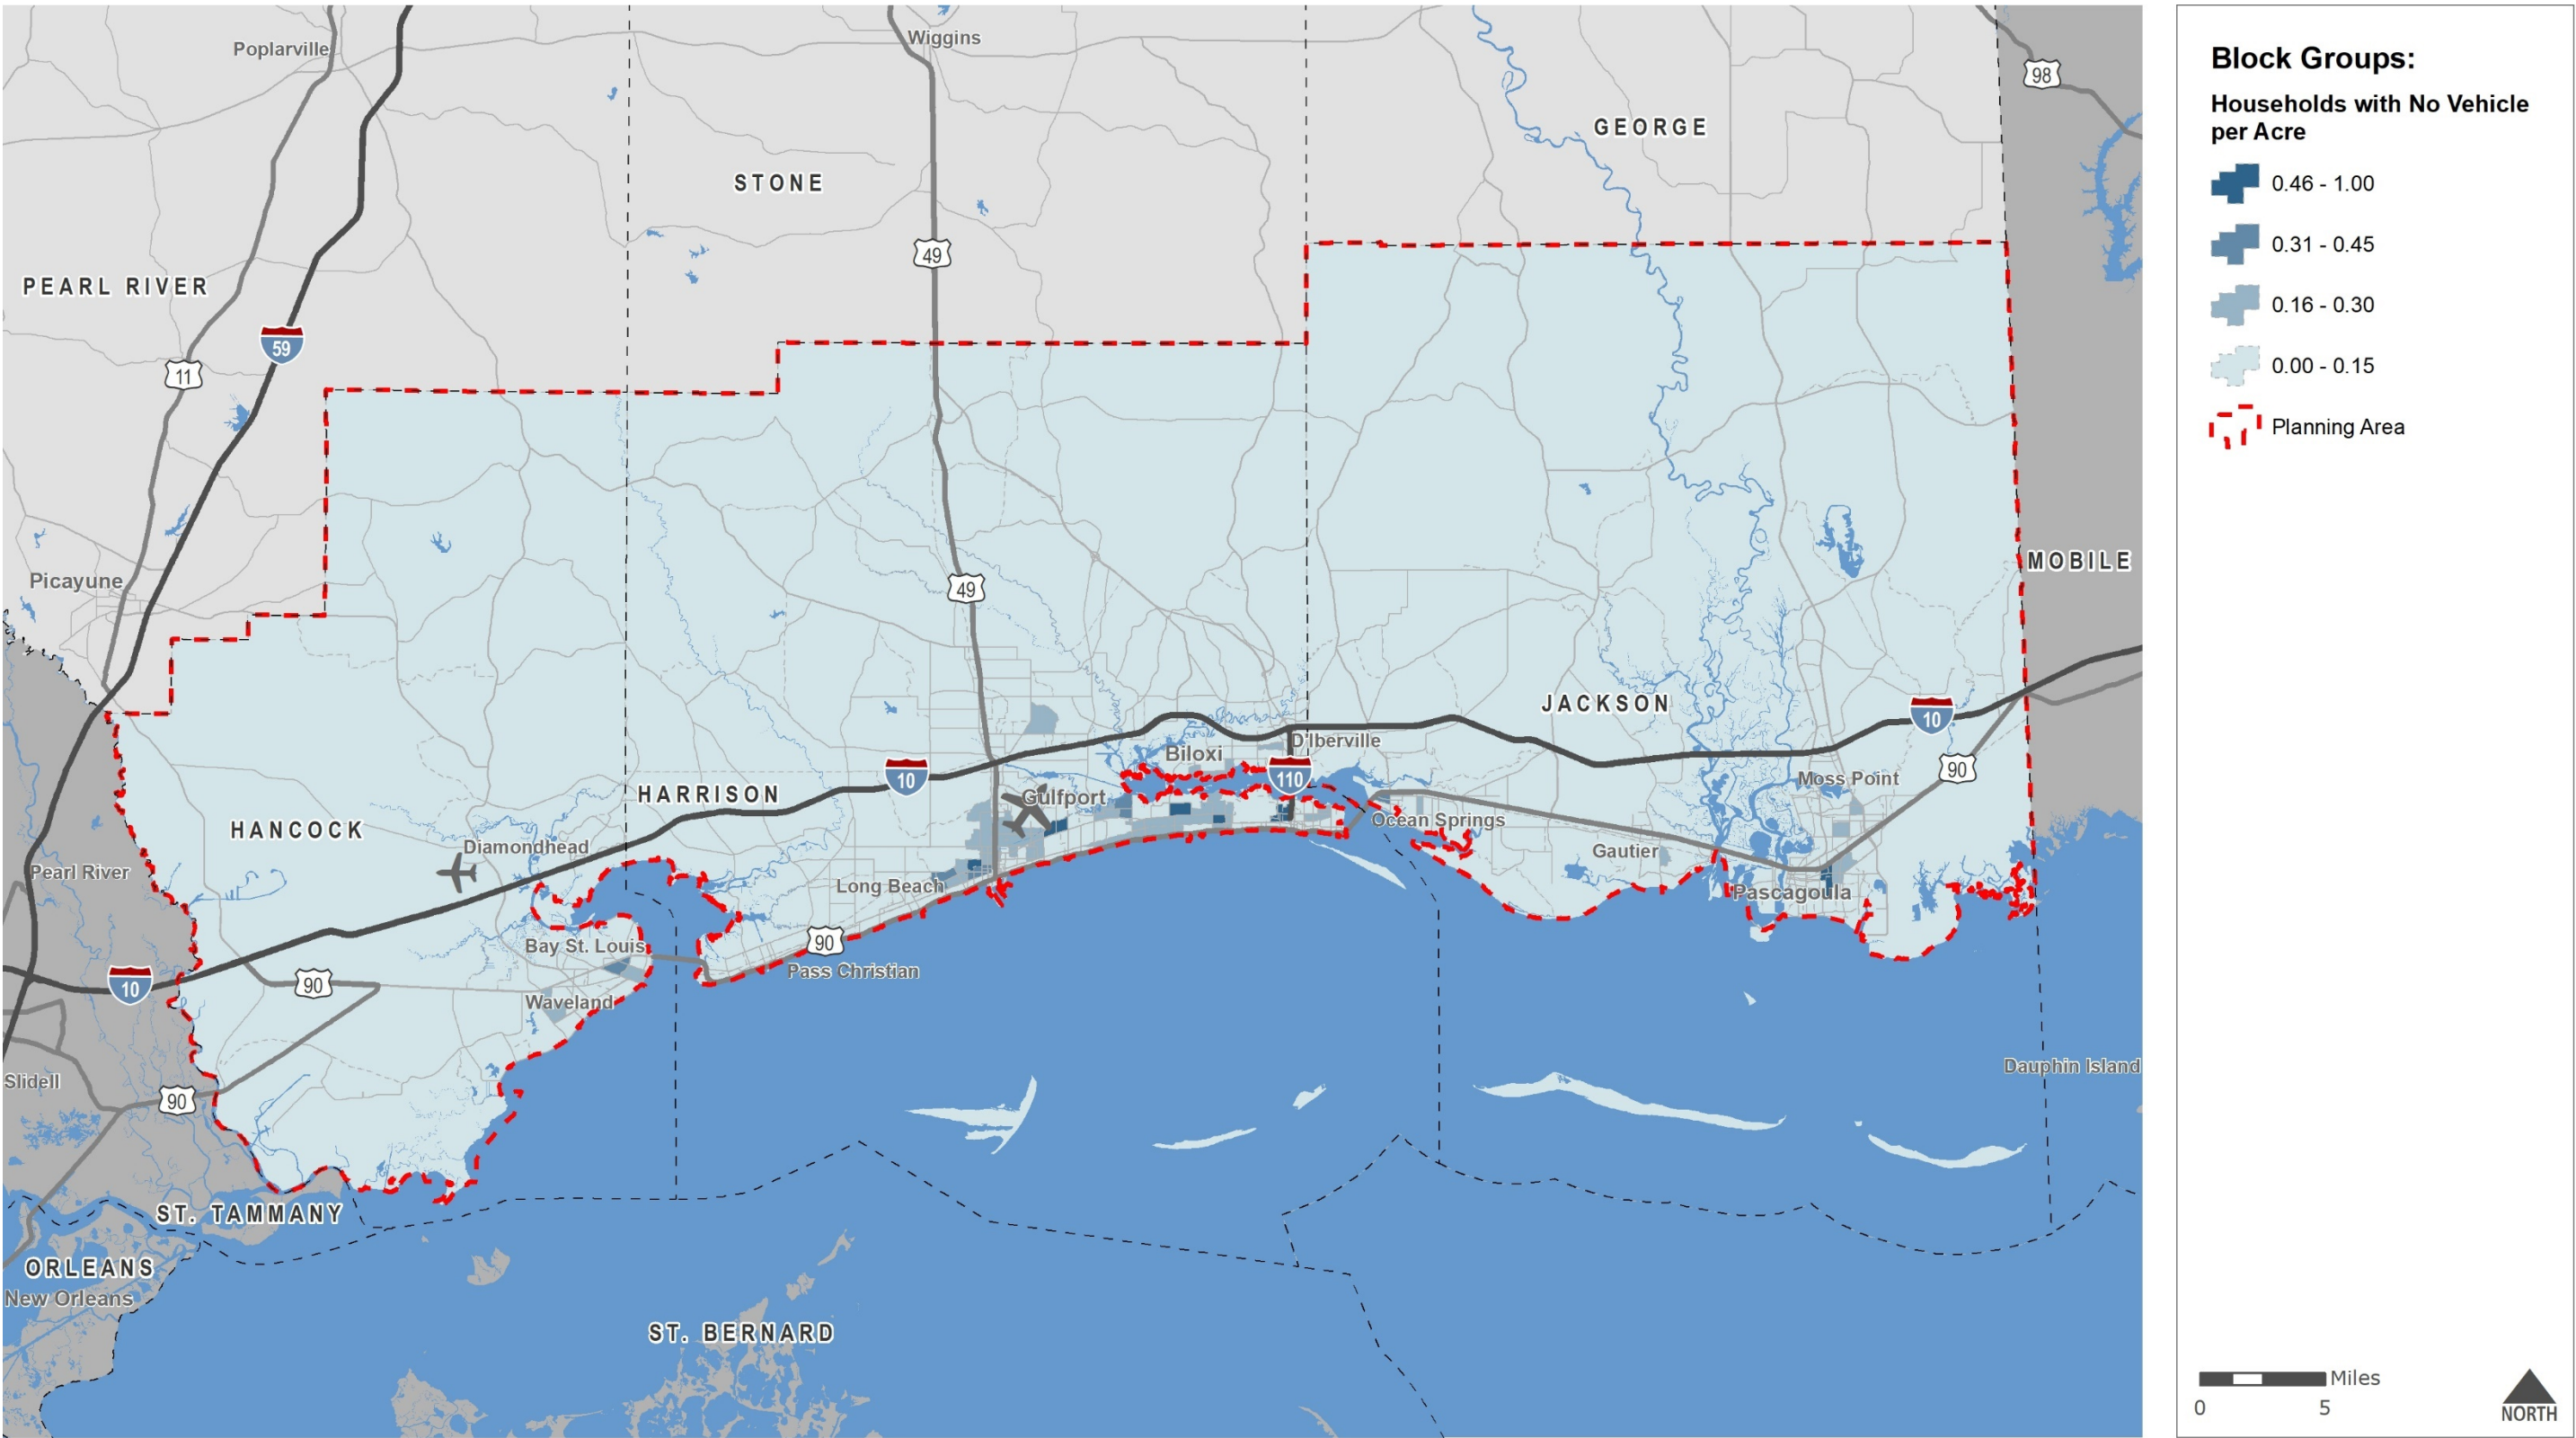 Poplarville
Wiggins
98
GEORGE
STONE
49
PEARL RIVER
59
11
MOBILE
Picayune
49
JACKSON
10
D'Iberville
Biloxi
90
10
110
Moss Point
HARRISON
Gulfport
Ocean Springs
HANCOCK
Diamondhead
Gautier
Pearl River
Long Beach
Pascagoula
90
Bay St. Louis
Pass Christian
10
90
Waveland
Dauphin Island
Slidell
90
ST. TAMMANY
ORLEANS
New Orleans
ST. BERNARD
Block Groups:
Households with No Vehicle
per Acre
0.46 - 1.00
0.31 - 0.45
0.16 - 0.30
0.00 - 0.15
Planning Area
Miles
0 5
NORTH